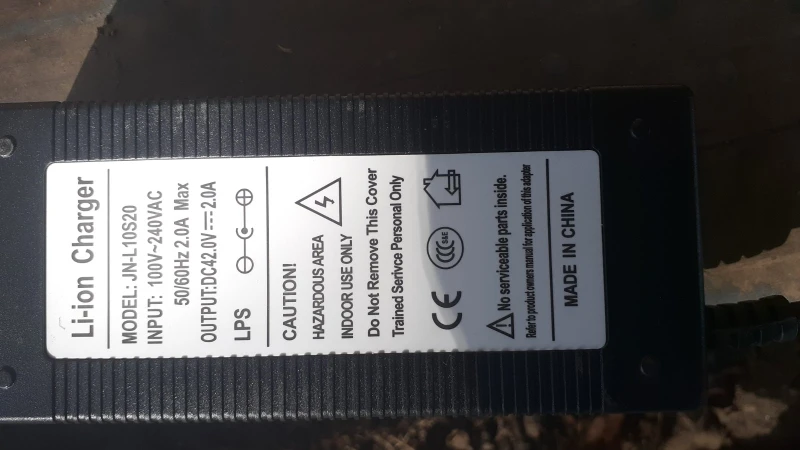 Li-ion Charger
MODEL: JN-L10S20
INPUT: 100V~240VAC
50/60Hz 2.0A Max
OUTPUT:DC42.0V⎓2.0A
LPS
CAUTION!
HAZARDOUS AREA
INDOOR USE ONLY
Do Not Remove This Cover
Trained Serivce Personal Only
CE CCC S&E
No serviceable parts inside.
Refer to product owners manual for application of this adapter
MADE IN CHINA